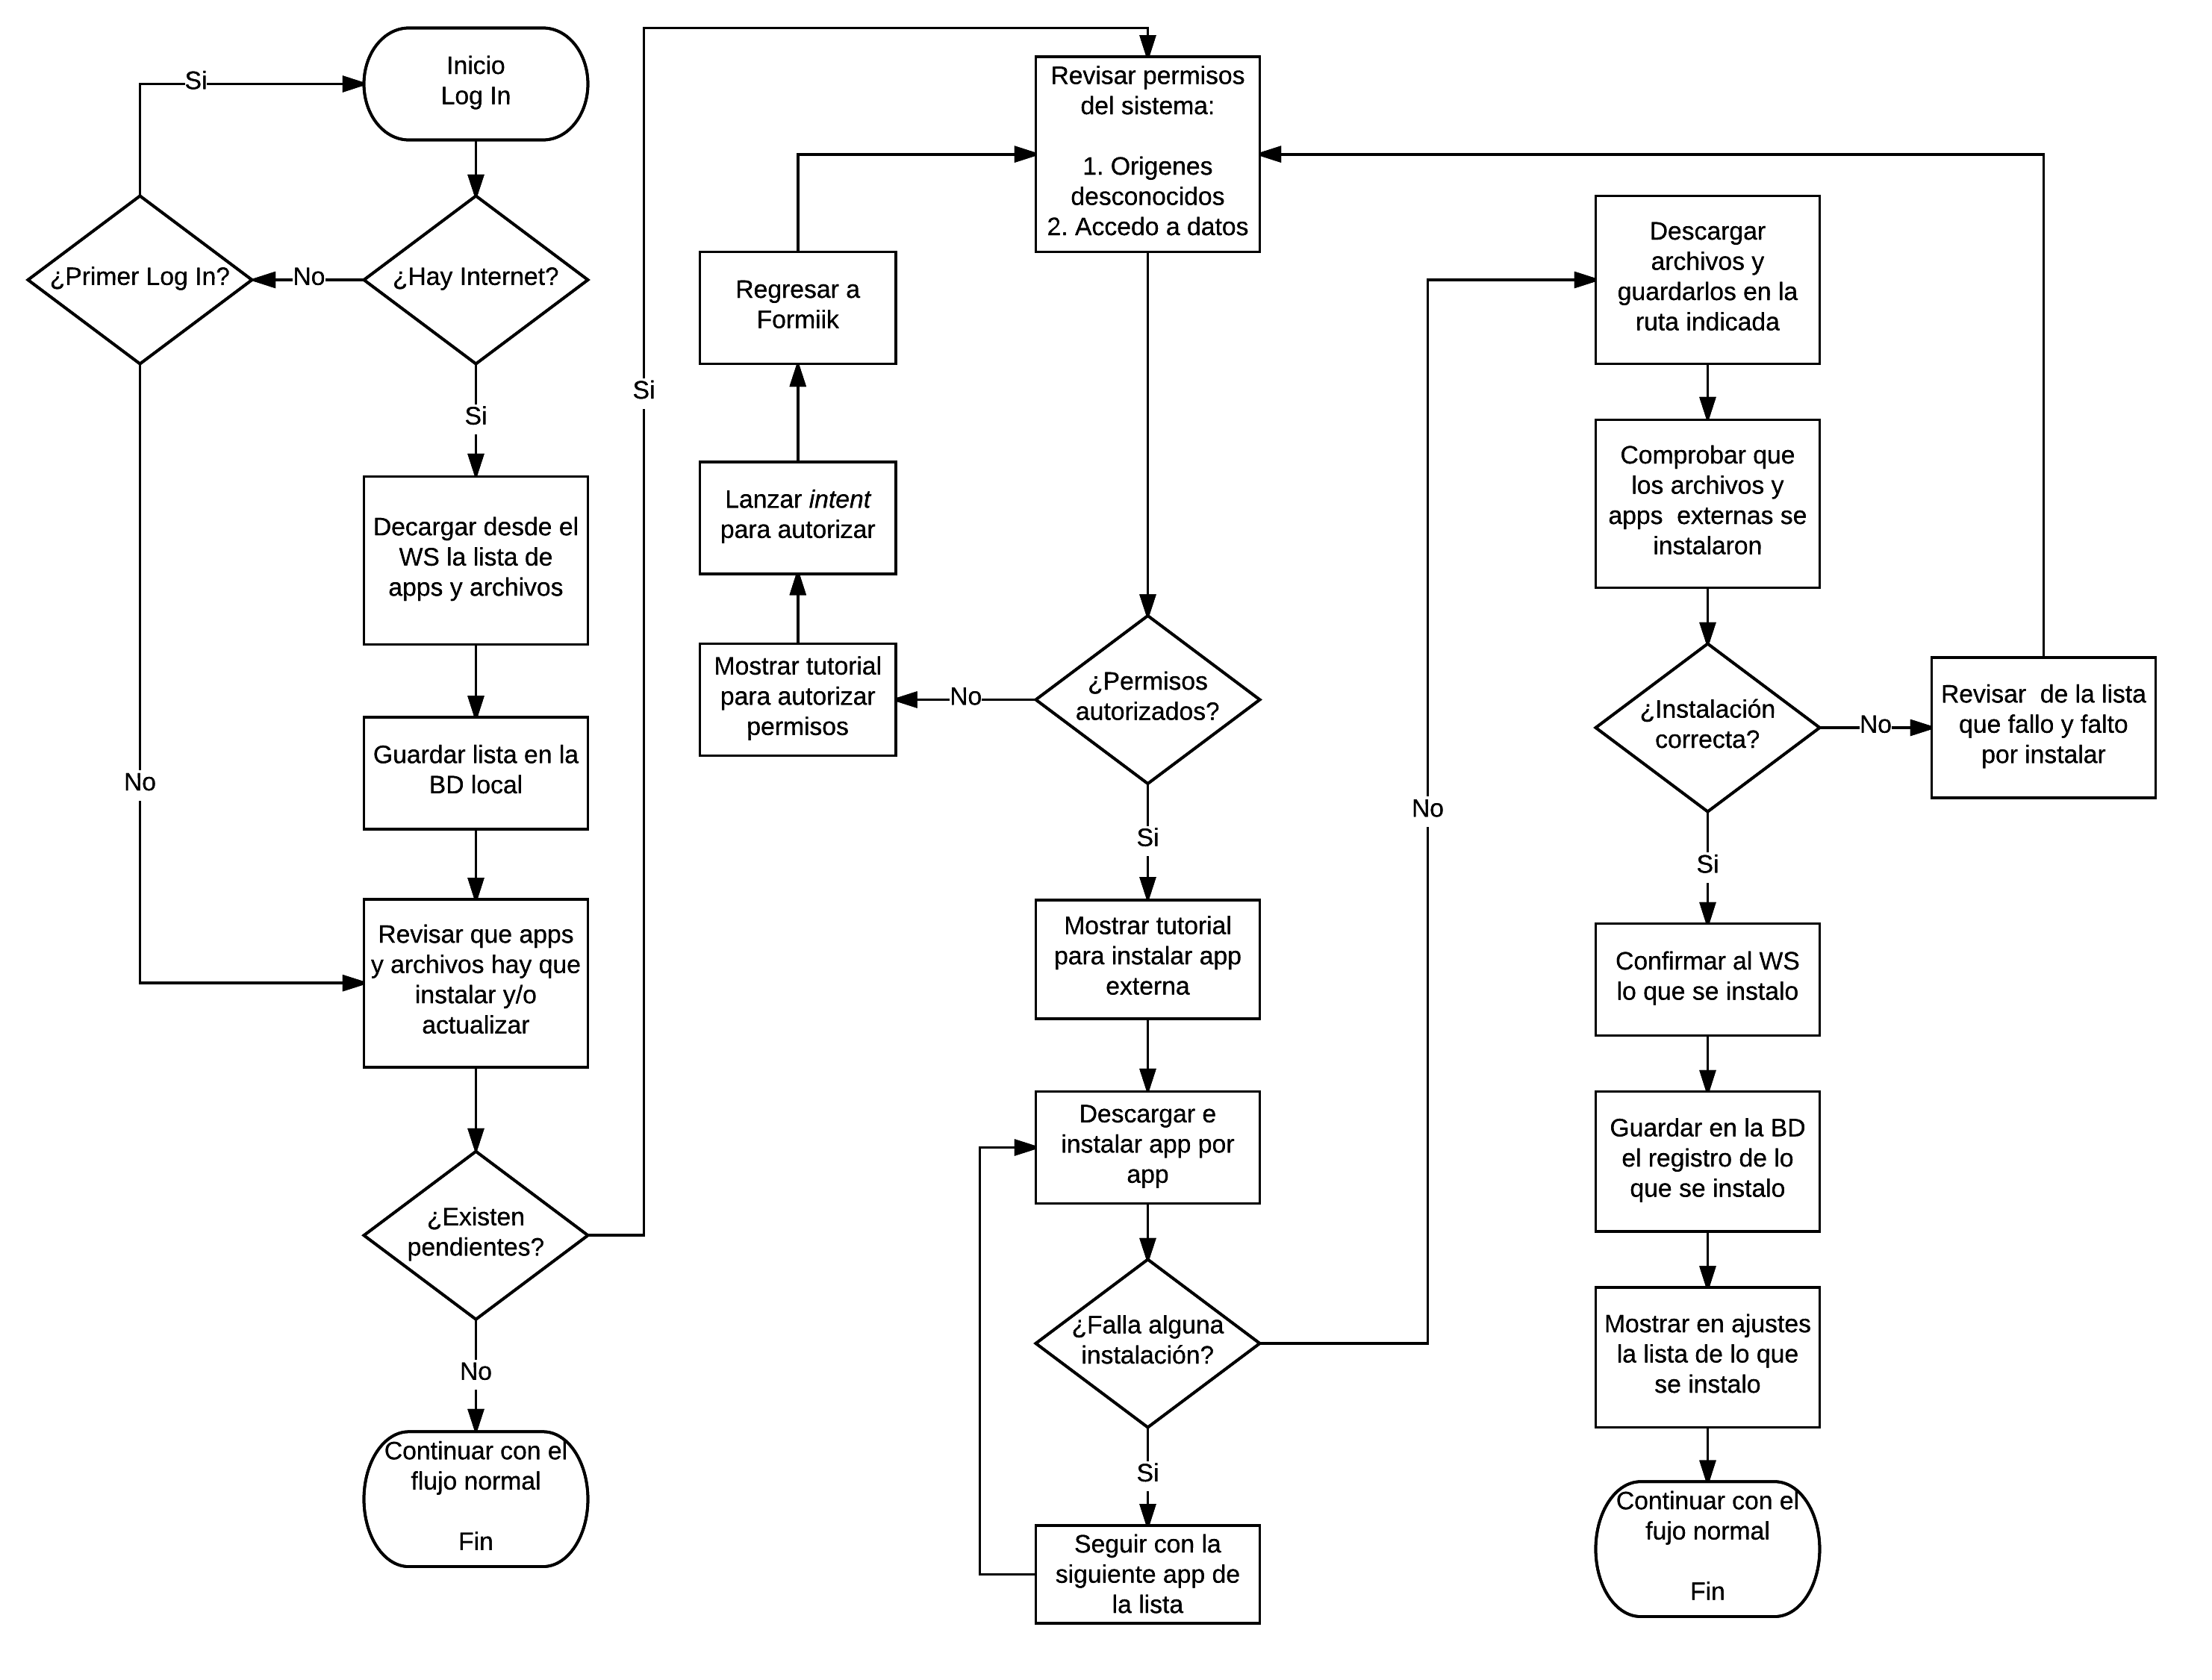 Inicio
Log In
Si
¿Primer Log In?
No
¿Hay Internet?
Si
Decargar desde el
WS la lista de
apps y archivos
Guardar lista en la
BD local
No
Revisar que apps
y archivos hay que
instalar y/o
actualizar
¿Existen
pendientes?
No
Continuar con el
flujo normal
Fin
Si
Revisar permisos
del sistema:
1. Origenes
desconocidos
2. Accedo a datos
Regresar a
Formiik
Lanzar intent
para autorizar
Mostrar tutorial
para autorizar
permisos
No
¿Permisos
autorizados?
Si
Mostrar tutorial
para instalar app
externa
Descargar e
instalar app por
app
¿Falla alguna
instalación?
Si
Seguir con la
siguiente app de
la lista
No
Descargar
archivos y
guardarlos en la
ruta indicada
Comprobar que
los archivos y
apps  externas se
instalaron
¿Instalación
correcta?
No
Revisar  de la lista
que fallo y falto
por instalar
Si
Confirmar al WS
lo que se instalo
Guardar en la BD
el registro de lo
que se instalo
Mostrar en ajustes
la lista de lo que
se instalo
Continuar con el
fujo normal
Fin